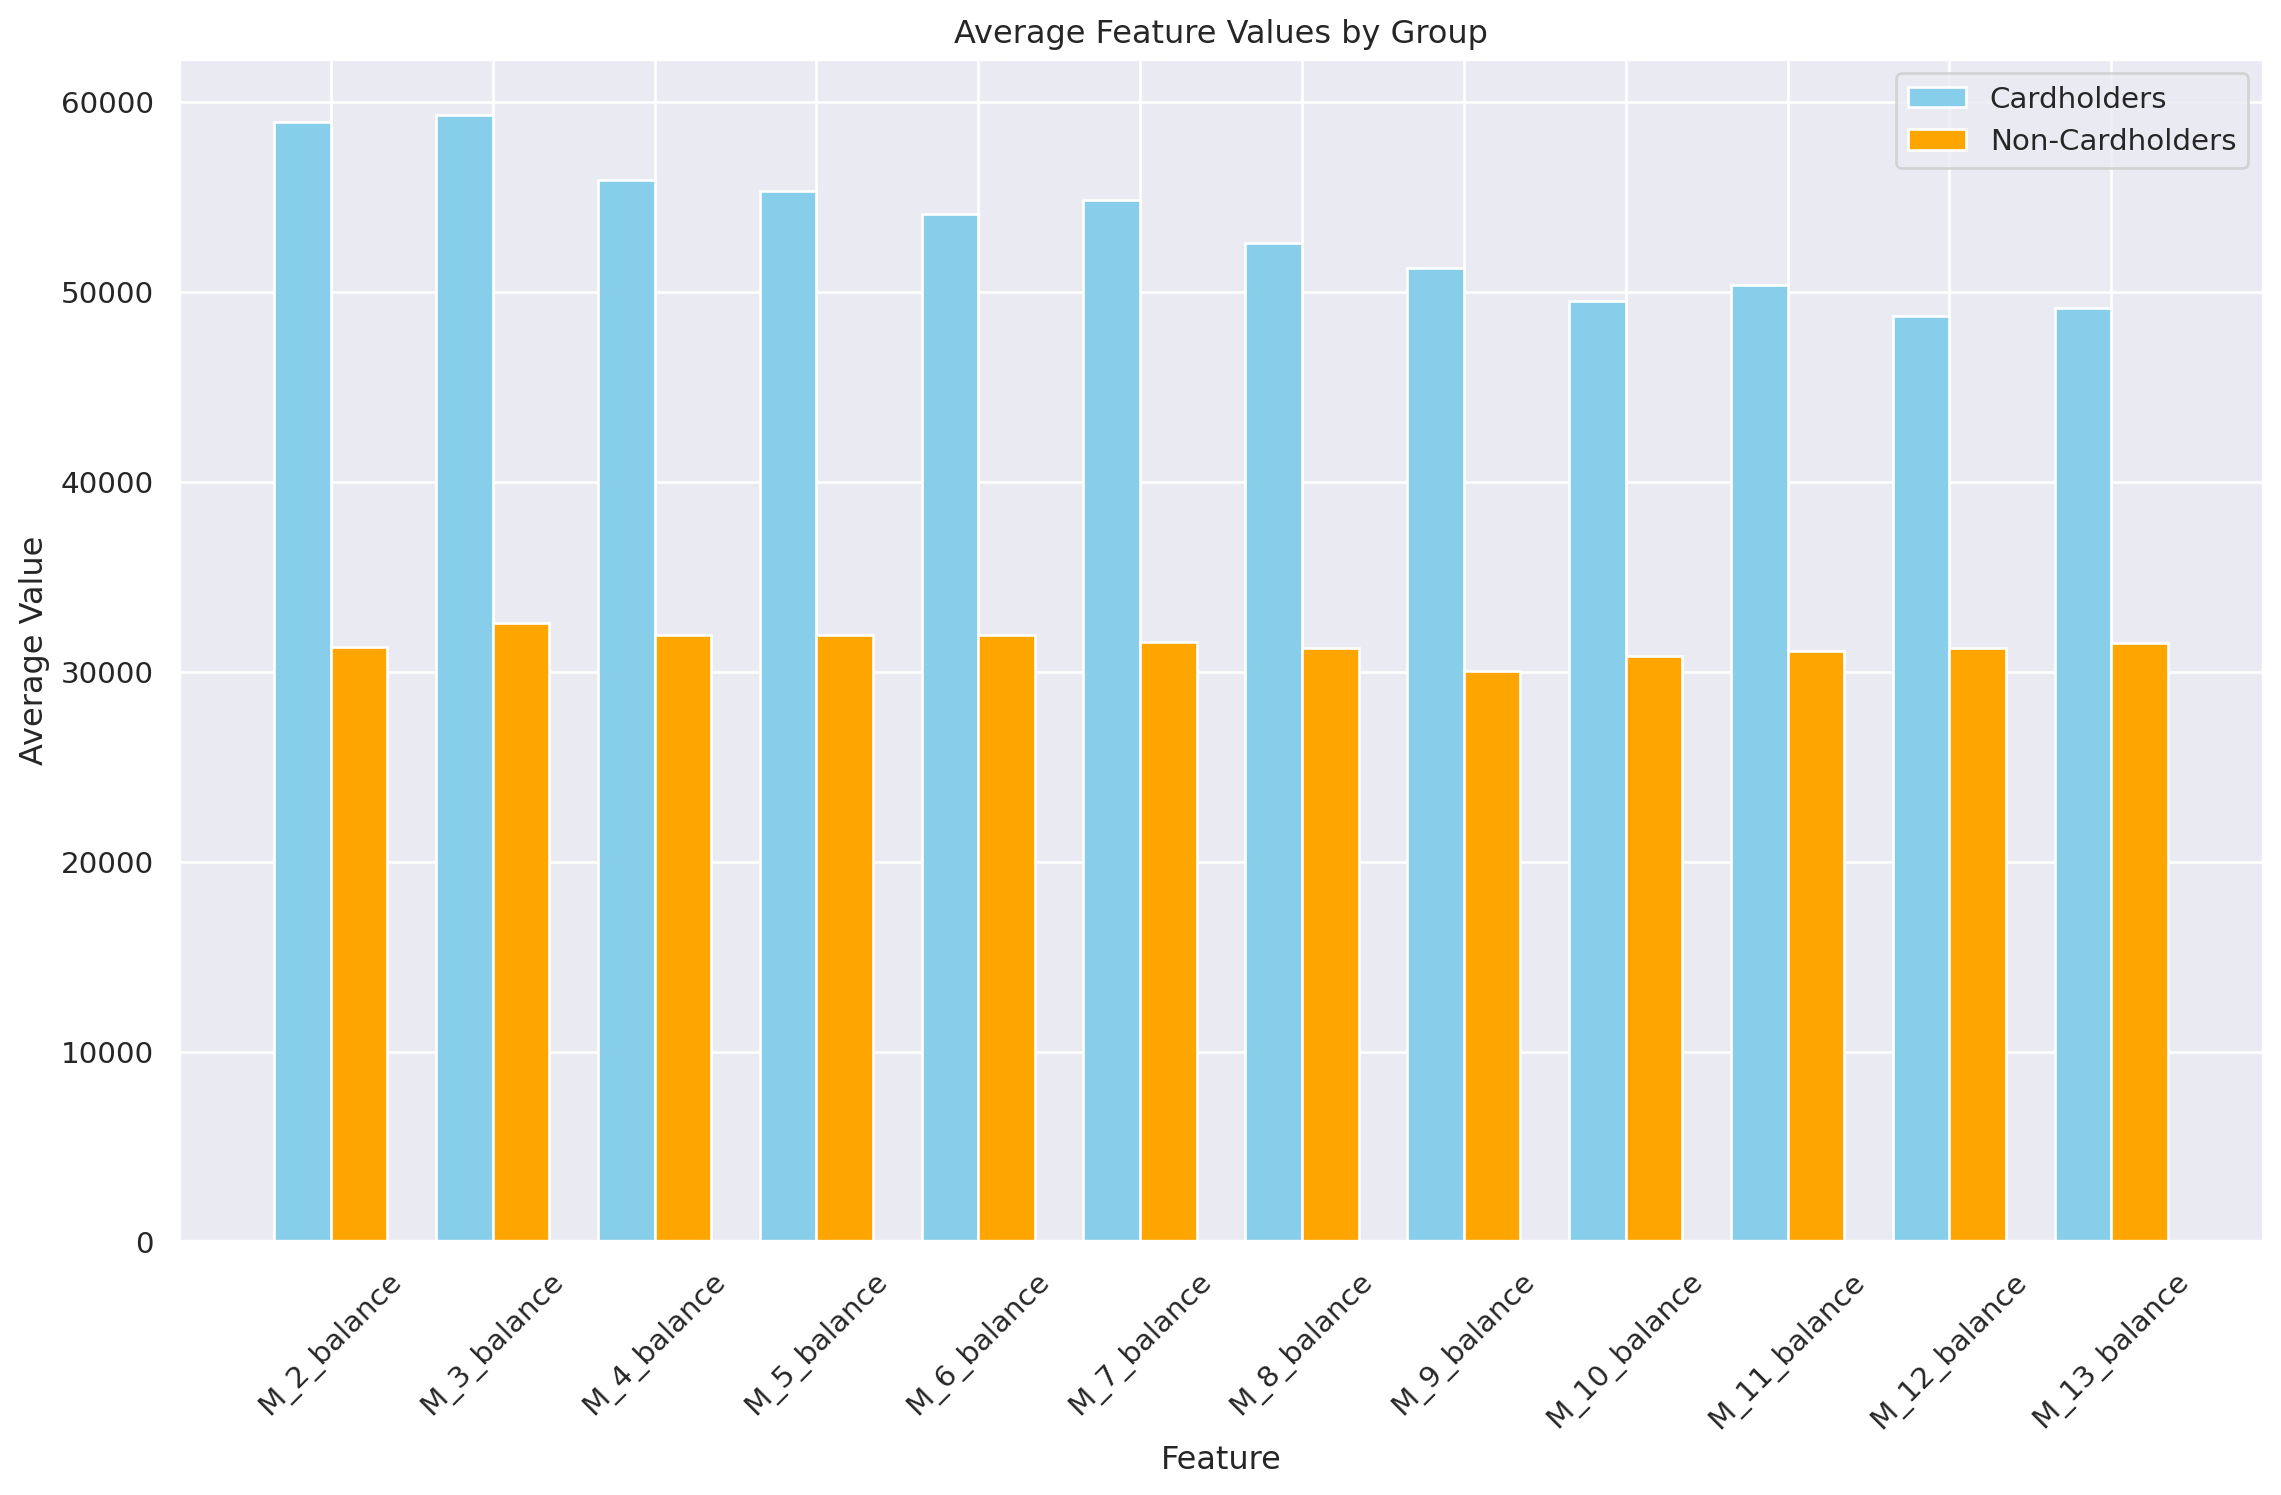 Average Feature Values by Group
Cardholders
Non-Cardholders
Average Value
60000
50000
40000
30000
20000
10000
0
M_2_balance
M_3_balance
M_4_balance
M_5_balance
M_6_balance
M_7_balance
M_8_balance
M_9_balance
M_10_balance
M_11_balance
M_12_balance
M_13_balance
Feature